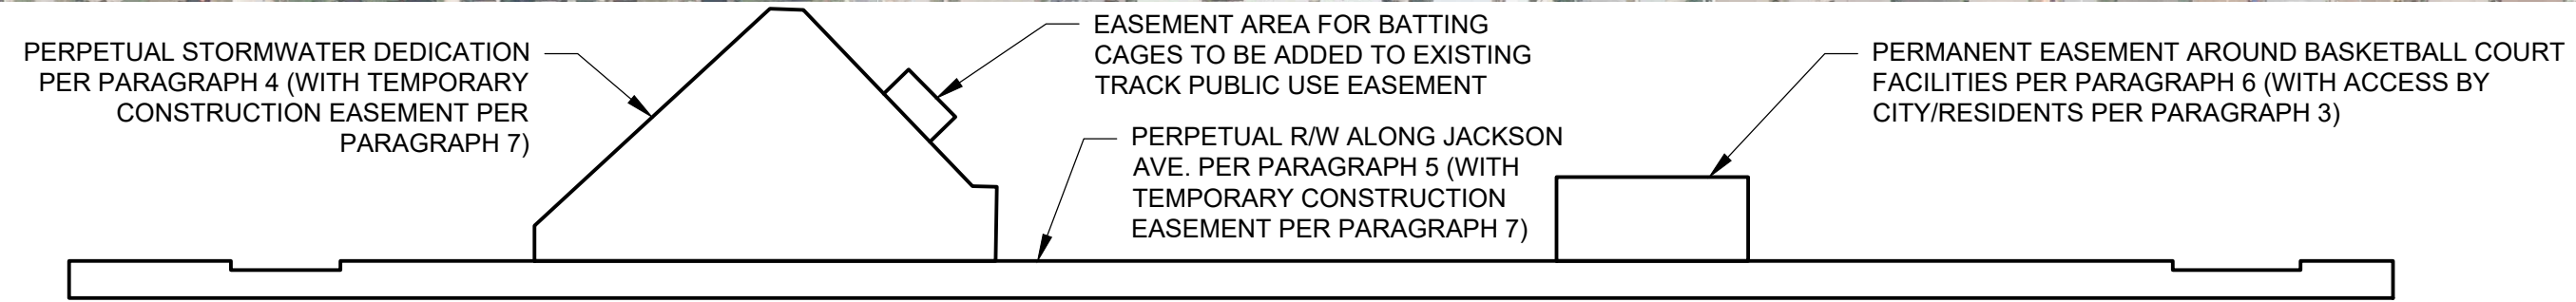 PERPETUAL STORMWATER DEDICATION
PER PARAGRAPH 4 (WITH TEMPORARY
CONSTRUCTION EASEMENT PER
PARAGRAPH 7)
EASEMENT AREA FOR BATTING
CAGES TO BE ADDED TO EXISTING
TRACK PUBLIC USE EASEMENT
PERPETUAL R/W ALONG JACKSON
AVE. PER PARAGRAPH 5 (WITH
TEMPORARY CONSTRUCTION
EASEMENT PER PARAGRAPH 7)
PERMANENT EASEMENT AROUND BASKETBALL COURT
FACILITIES PER PARAGRAPH 6 (WITH ACCESS BY
CITY/RESIDENTS PER PARAGRAPH 3)